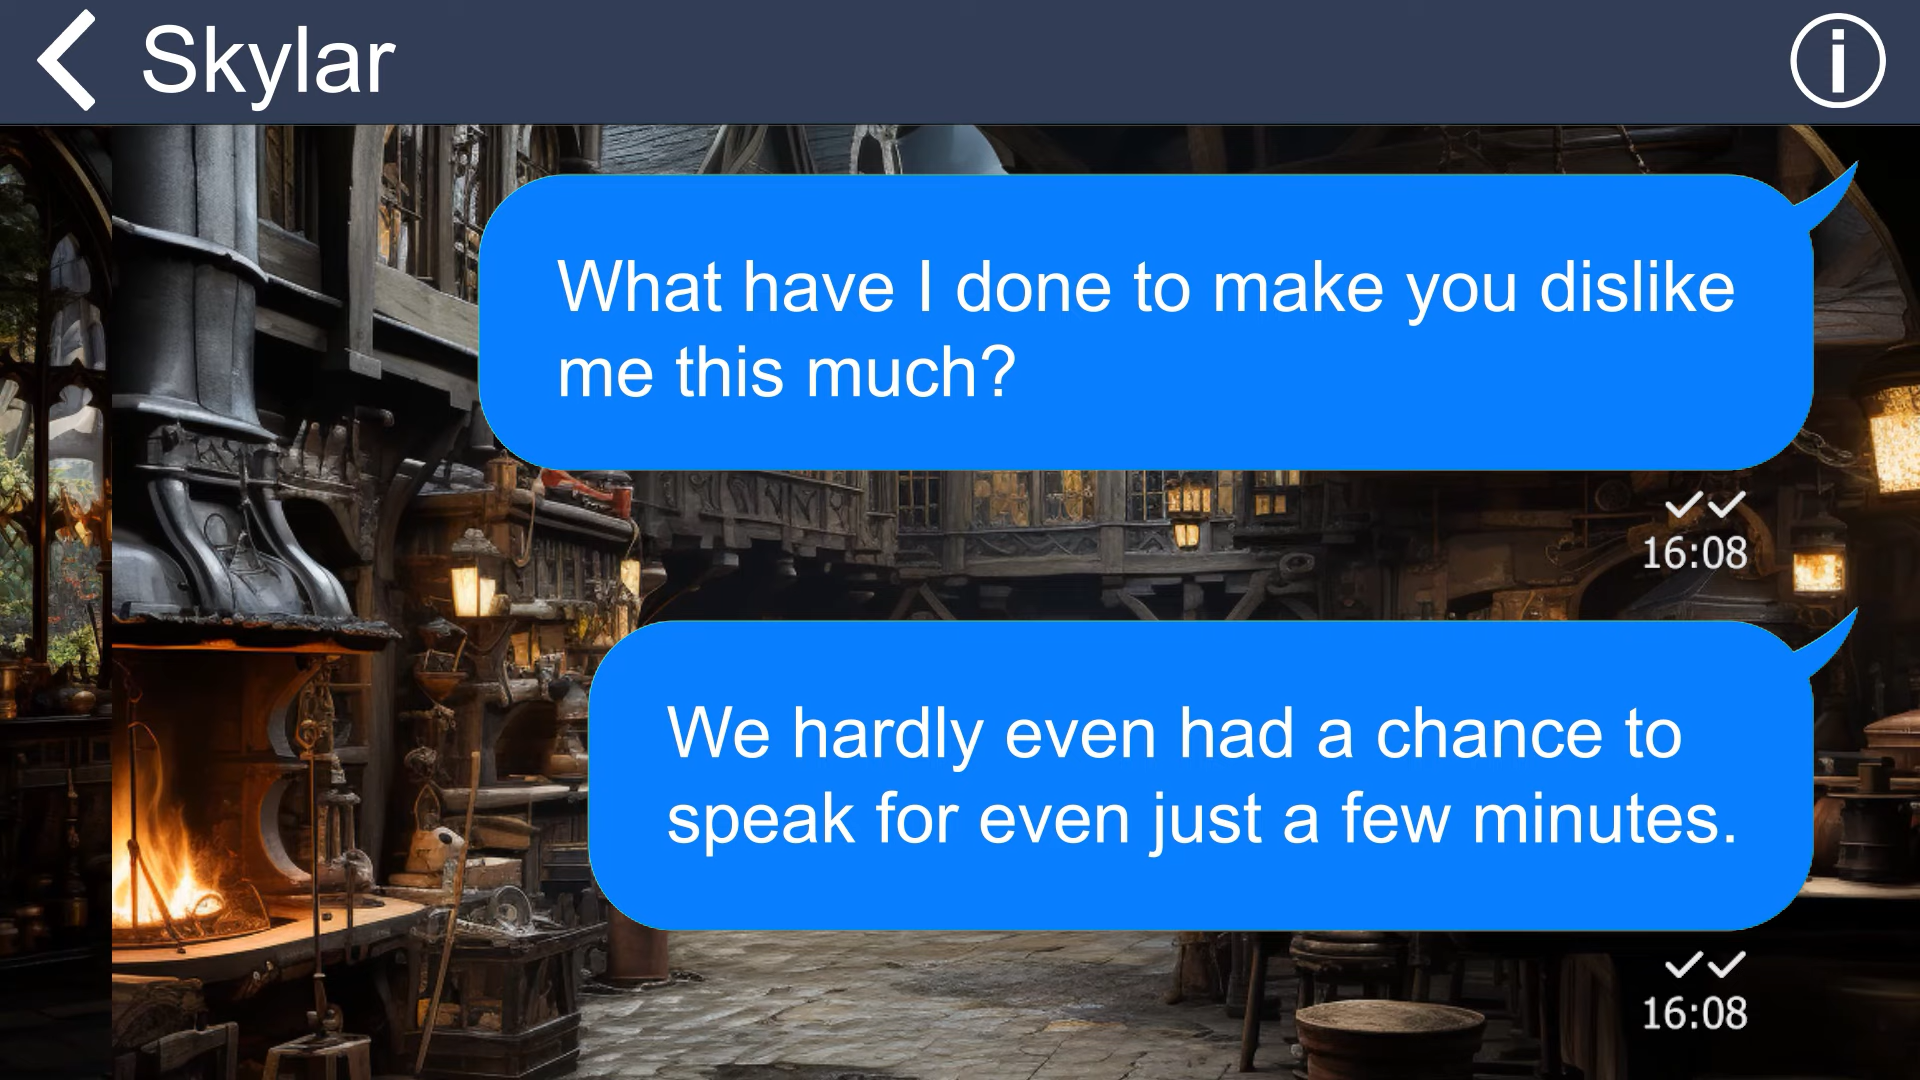 Skylar
What have I done to make you dislike
me this much?
16:08
We hardly even had a chance to
speak for even just a few minutes.
16:08